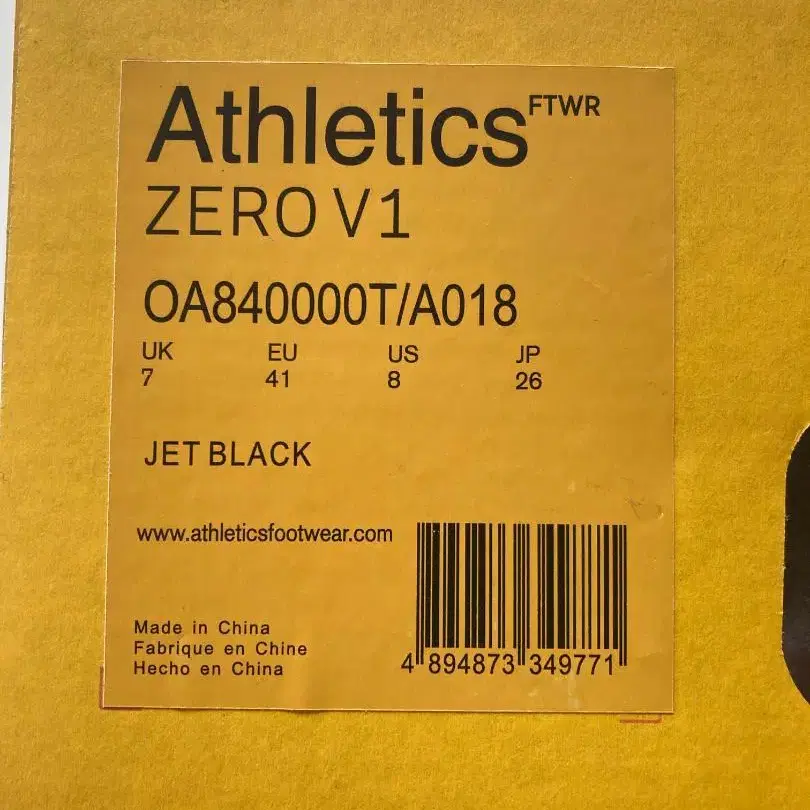 Athletics FTWR
ZERO V1
OA840000T/A018
UK EU US JP
7 41 8 26
JET BLACK
www.athleticsfootwear.com
Made in China
Fabrique en Chine
Hecho en China
4 894873 349771